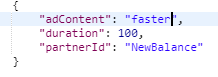 {
"adContent": "faster",
"duration": 100,
"partnerId": "NewBalance"
}